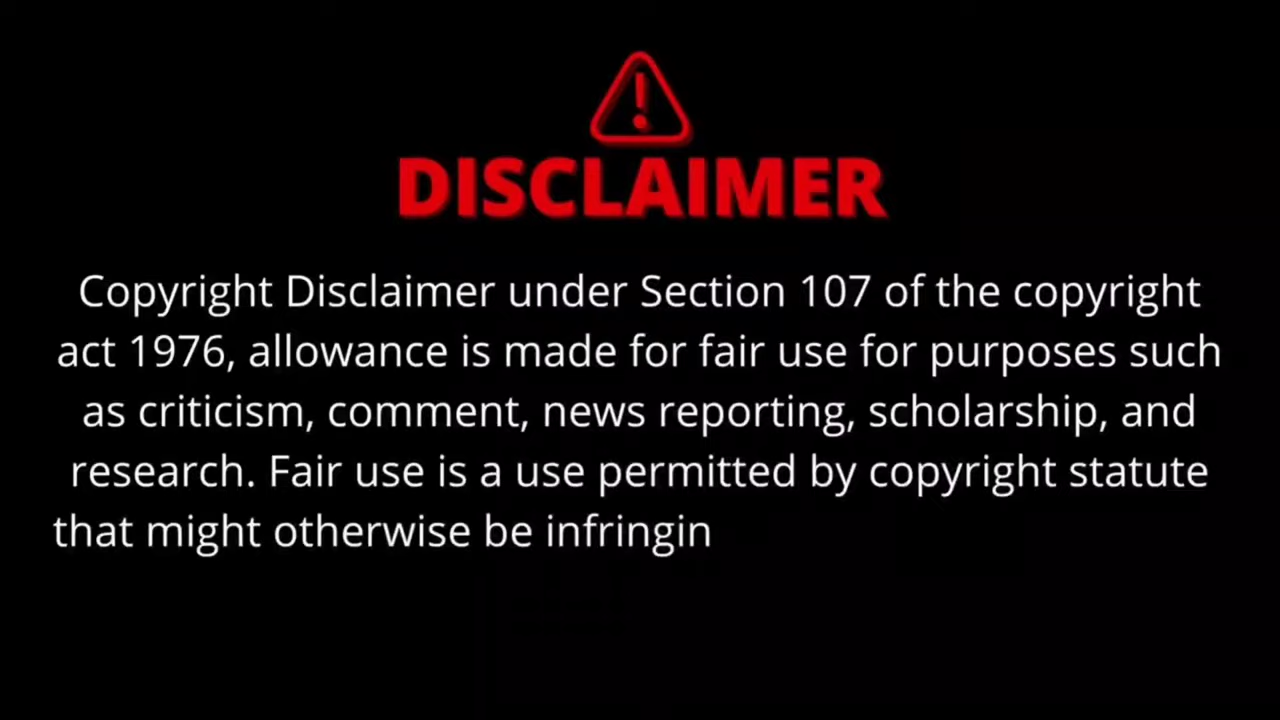 DISCLAIMER
Copyright Disclaimer under Section 107 of the copyright
act 1976, allowance is made for fair use for purposes such
as criticism, comment, news reporting, scholarship, and
research. Fair use is a use permitted by copyright statute
that might otherwise be infringin